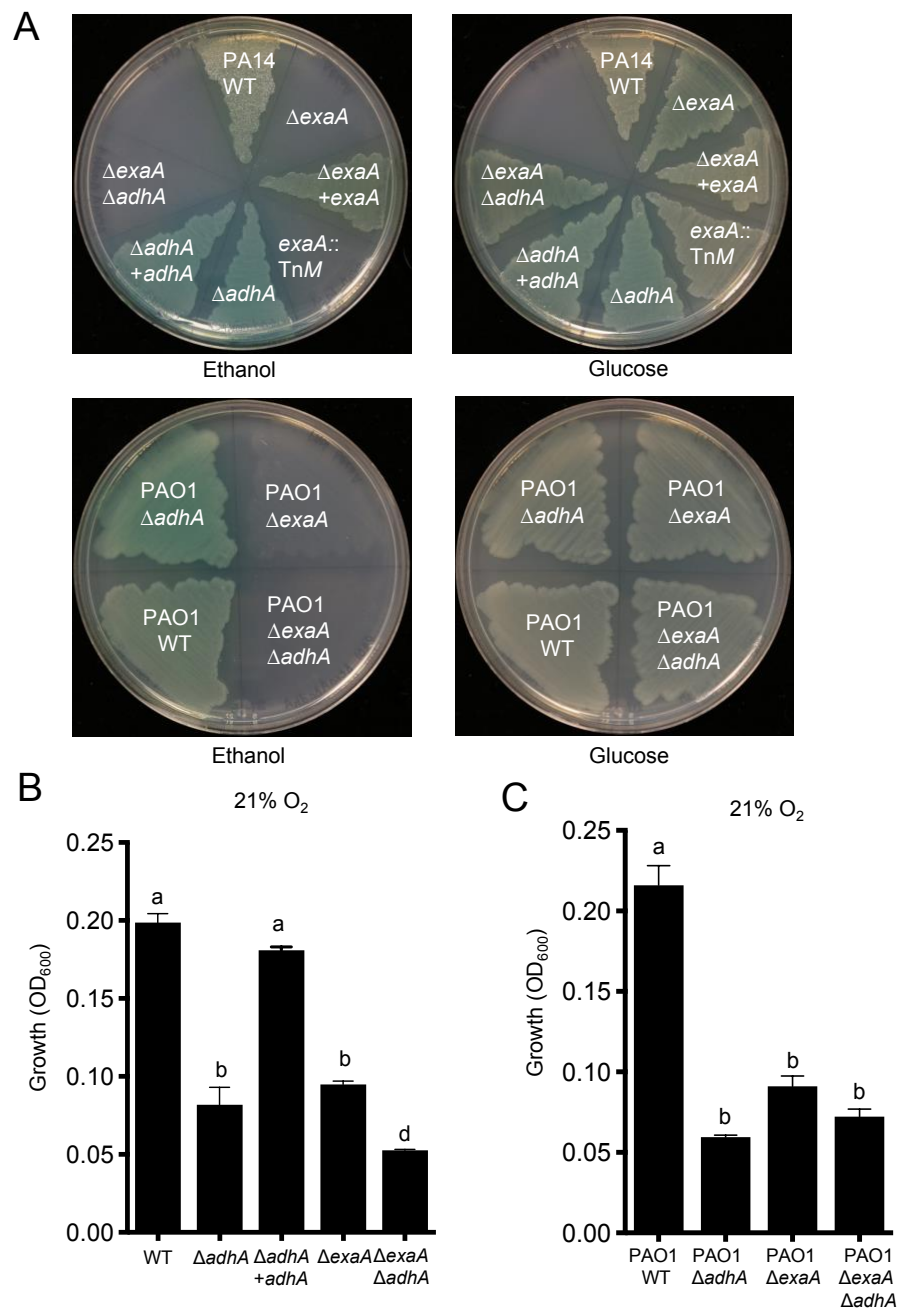 A
PA14
WT
ΔexaA
ΔexaA
+exaA
exaA::
TnM
ΔadhA
ΔadhA
+adhA
ΔexaA
ΔadhA
Ethanol
PA14
WT
ΔexaA
ΔexaA
+exaA
exaA::
TnM
ΔadhA
ΔadhA
+adhA
ΔexaA
ΔadhA
Glucose
PAO1
ΔadhA
PAO1
ΔexaA
PAO1
WT
PAO1
ΔexaA
ΔadhA
Ethanol
PAO1
ΔadhA
PAO1
ΔexaA
PAO1
WT
PAO1
ΔexaA
ΔadhA
Glucose
B
21% O₂
Growth (OD₆₀₀)
0.25
0.20
0.15
0.10
0.05
0.00
a
b
a
b
d
WT
ΔadhA
ΔadhA
+adhA
ΔexaA
ΔexaA
ΔadhA
C
21% O₂
Growth (OD₆₀₀)
0.25
0.20
0.15
0.10
0.05
0.00
a
b
b
b
PAO1
WT
PAO1
ΔadhA
PAO1
ΔexaA
PAO1
ΔexaA
ΔadhA